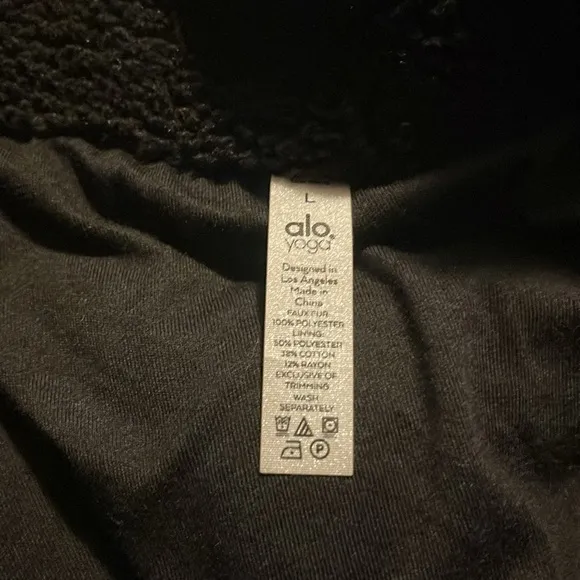 L
alo
yoga®
Designed in
Los Angeles
Made in
China
FAUX FUR
100% POLYESTER
LINING:
50% POLYESTER
38% COTTON
12% RAYON
EXCLUSIVE OF
TRIMMING
WASH
SEPARATELY
P